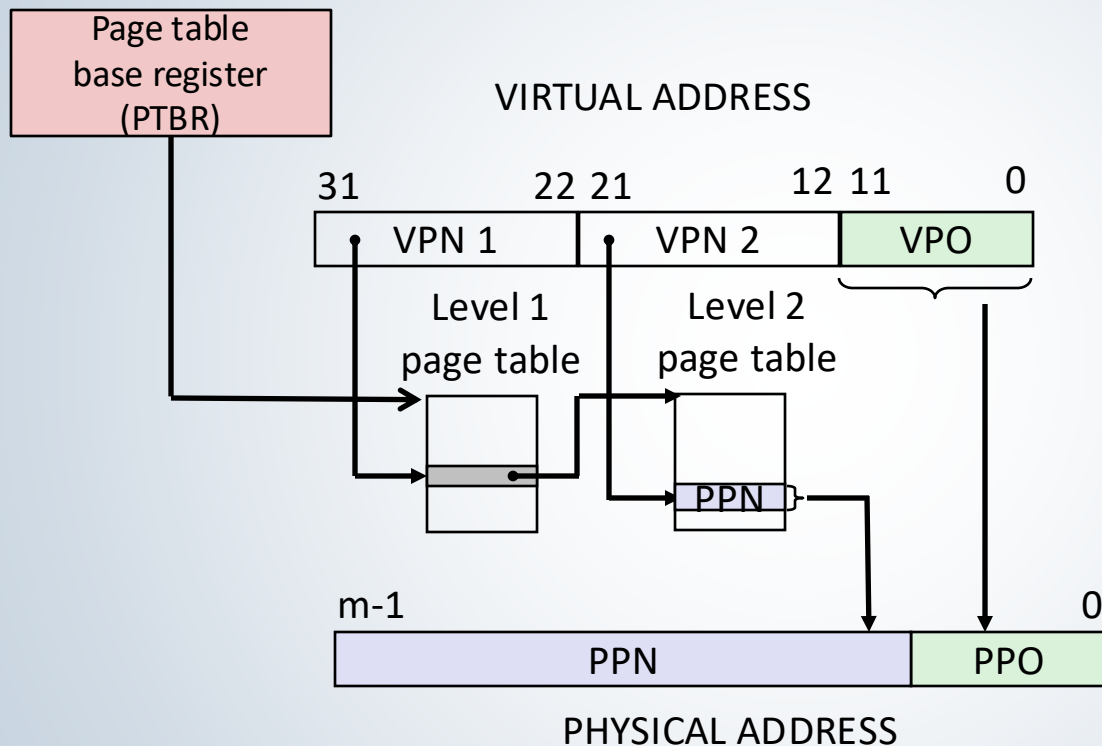 Page table
base register
(PTBR)
VIRTUAL ADDRESS
31 22 21 12 11 0
VPN 1 VPN 2 VPO
Level 1
page table
Level 2
page table
PPN
m-1 0
PPN PPO
PHYSICAL ADDRESS